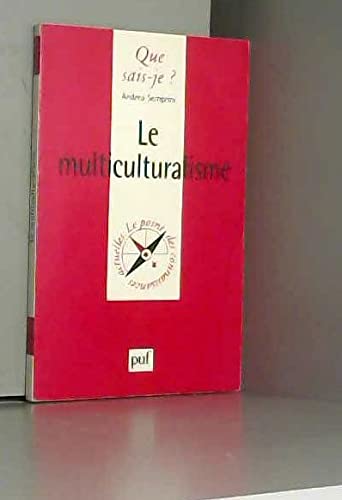 Que
sais-je ?
Andrea Semprini
Le
multiculturalisme
Le point des connaissances actuelles
puf